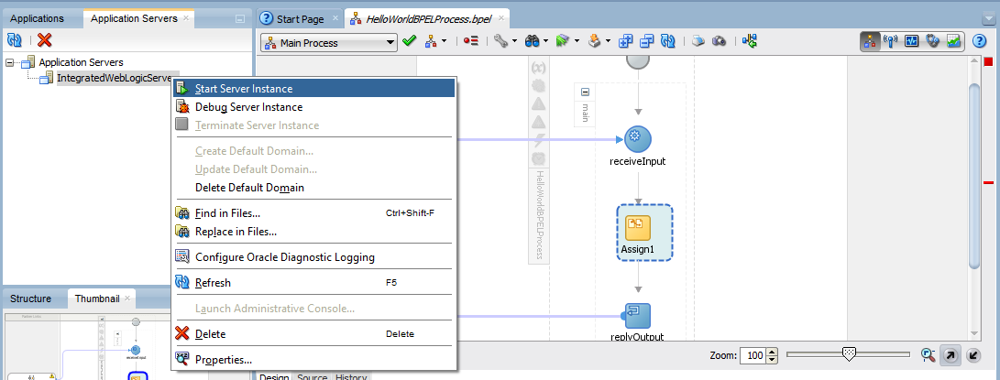 Applications
Application Servers
Start Page
HelloWorldBPELProcess.bpel
Main Process
Application Servers
IntegratedWebLogicServe
Start Server Instance
Debug Server Instance
Terminate Server Instance
Create Default Domain...
Update Default Domain...
Delete Default Domain
Find in Files... Ctrl+Shift-F
Replace in Files...
Configure Oracle Diagnostic Logging
Refresh F5
Launch Administrative Console...
Delete Delete
Properties...
main
HelloWorldBPELProcess
receiveInput
Assign1
replyOutput
Structure
Thumbnail
Zoom: 100
Design Source History